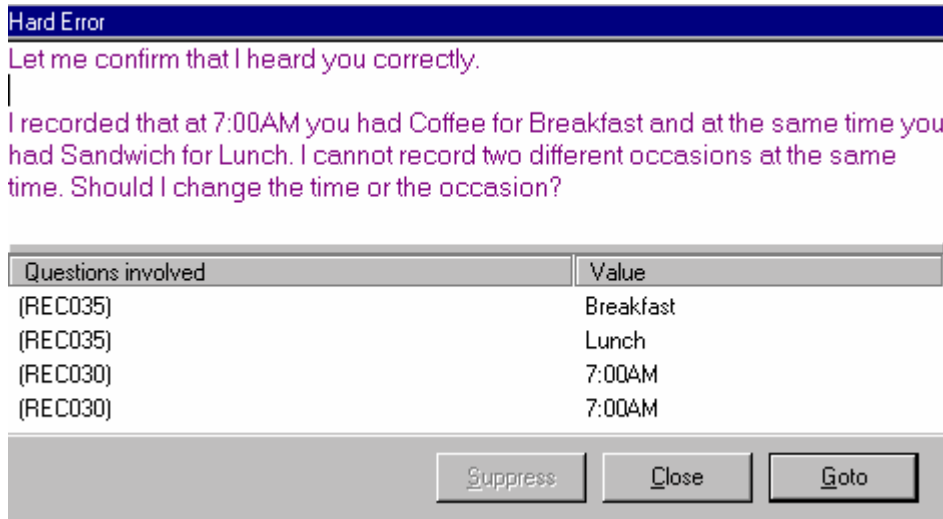 Hard Error
Let me confirm that I heard you correctly.
I recorded that at 7:00AM you had Coffee for Breakfast and at the same time you
had Sandwich for Lunch. I cannot record two different occasions at the same
time. Should I change the time or the occasion?
Questions involved Value
(REC035) Breakfast
(REC035) Lunch
(REC030) 7:00AM
(REC030) 7:00AM
Suppress Close Goto